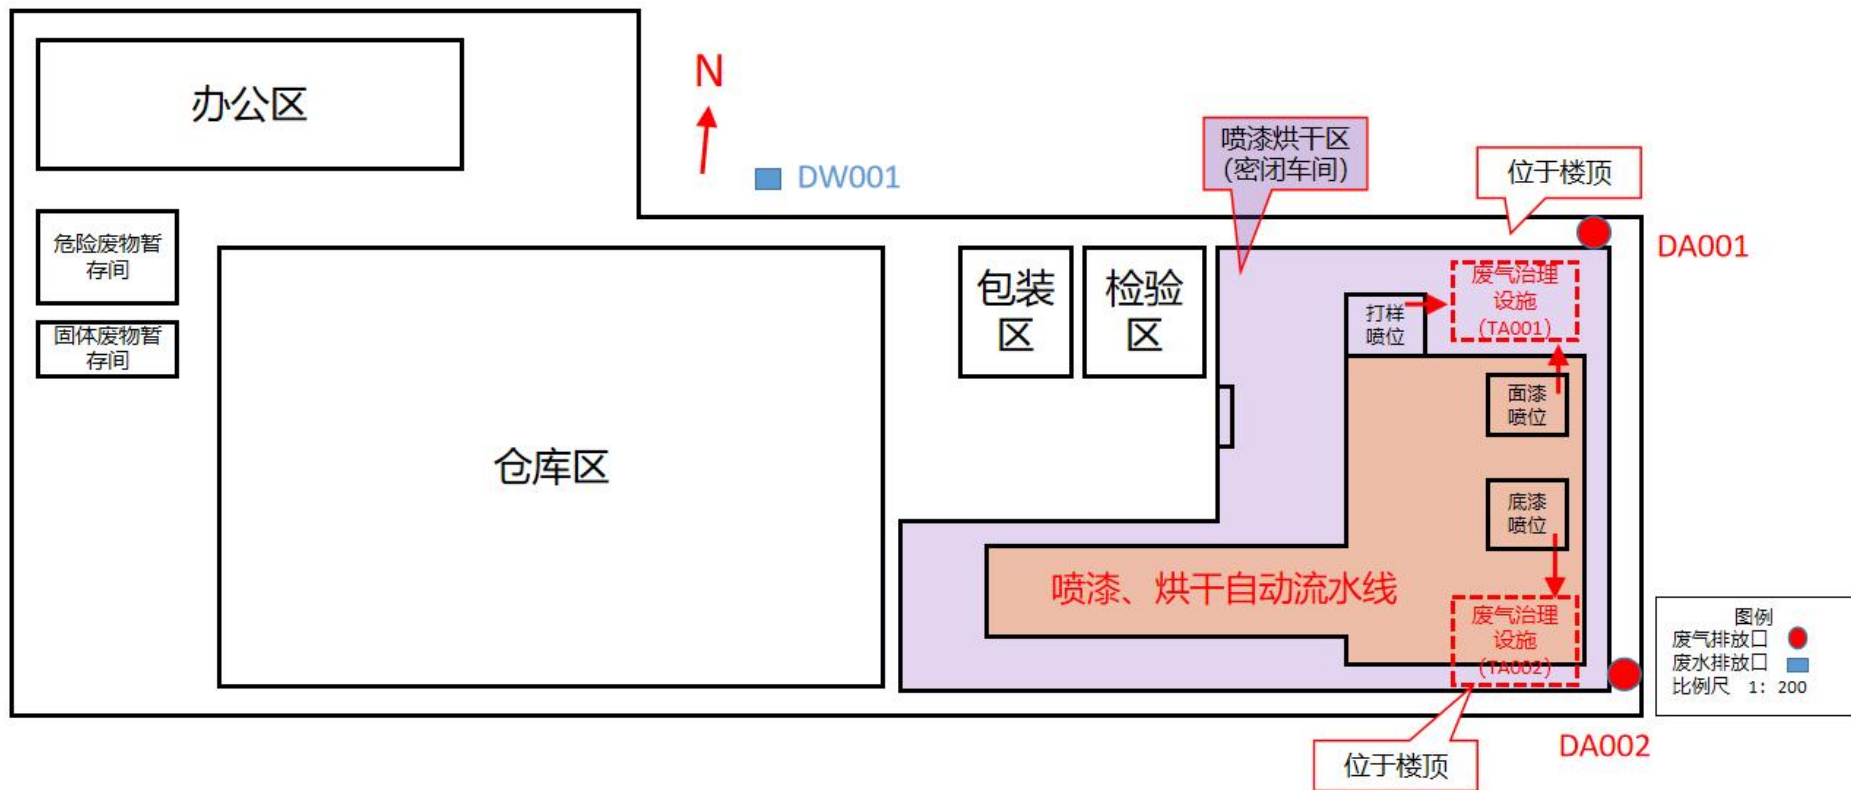 办公区
N
DW001
喷漆烘干区
(密闭车间)
位于楼顶
DA001
危险废物暂
存间
固体废物暂
存间
仓库区
包装
区
检验
区
打样
喷位
废气治理
设施
(TA001)
面漆
喷位
底漆
喷位
喷漆、烘干自动流水线
废气治理
设施
(TA002)
位于楼顶
DA002
图例
废气排放口
废水排放口
比例尺 1: 200